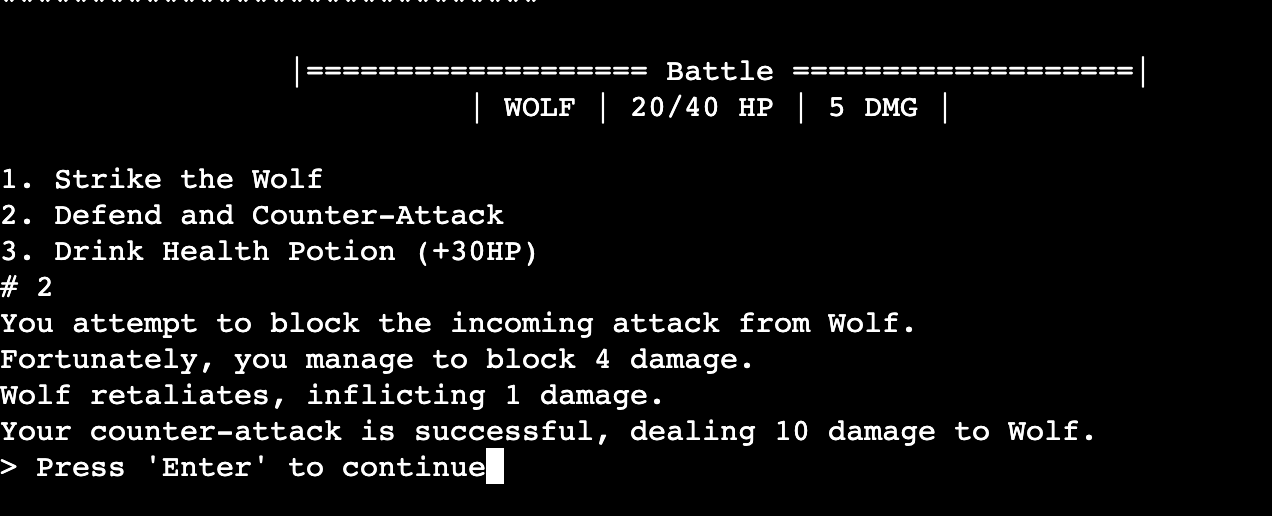 |=================== Battle ===================|
| WOLF | 20/40 HP | 5 DMG |
1. Strike the Wolf
2. Defend and Counter-Attack
3. Drink Health Potion (+30HP)
# 2
You attempt to block the incoming attack from Wolf.
Fortunately, you manage to block 4 damage.
Wolf retaliates, inflicting 1 damage.
Your counter-attack is successful, dealing 10 damage to Wolf.
> Press 'Enter' to continue